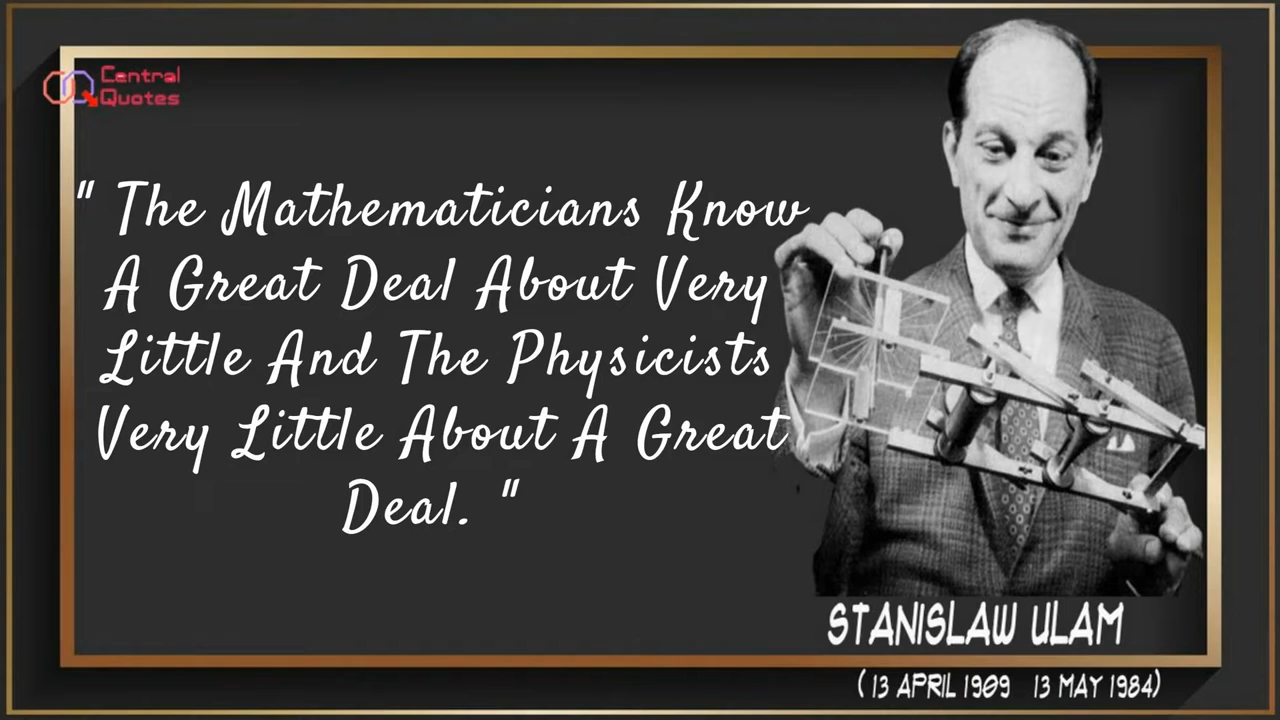 Central
Quotes
" The Mathematicians Know
A Great Deal About Very
Little And The Physicists
Very Little About A Great
Deal. "
STANISLAW ULAM
( 13 APRIL 1909 13 MAY 1984)